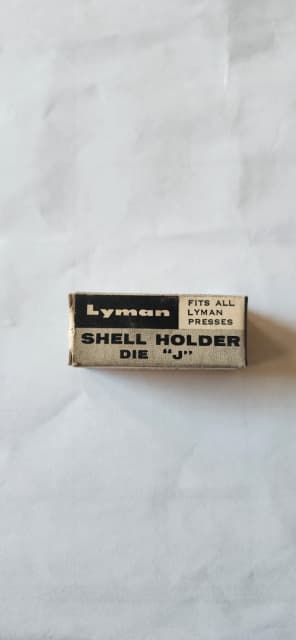 Lyman
FITS ALL
LYMAN
PRESSES
SHELL HOLDER
DIE "J"